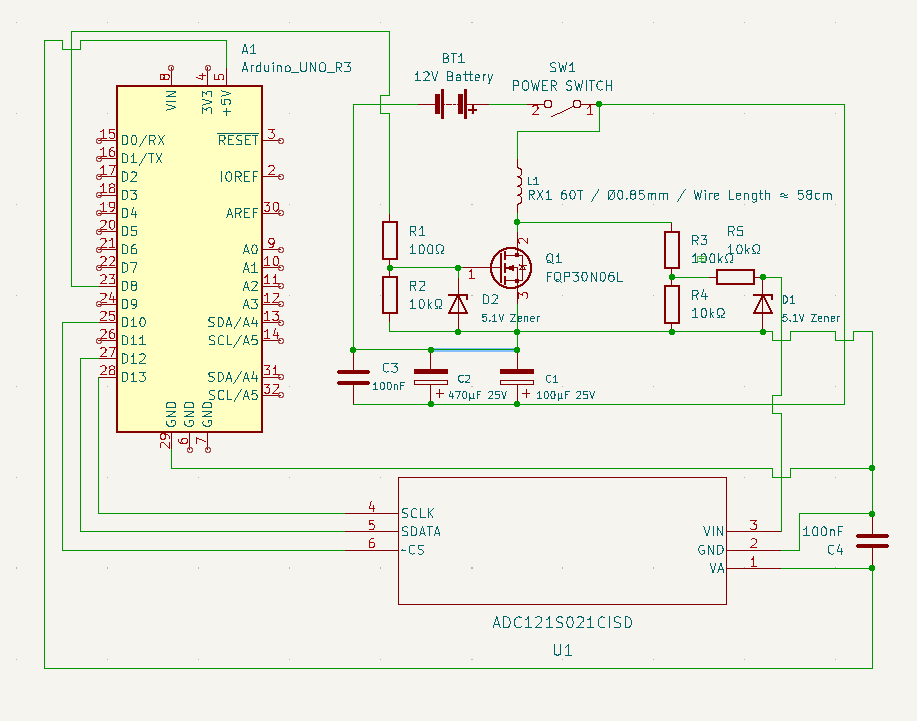 A1
Arduino_UNO_R3
8
4
5
VIN
3V3
+5V
15 D0/RX
16 D1/TX
17 D2
18 D3
19 D4
20 D5
21 D6
22 D7
23 D8
24 D9
25 D10
26 D11
27 D12
28 D13
RESET 3
IOREF 2
AREF 30
A0 9
A1 10
A2 11
A3 12
SDA/A4 13
SCL/A5 14
SDA/A4 31
SCL/A5 32
GND
GND
GND
29
6
7
BT1
12V Battery
+
SW1
POWER SWITCH
2
1
L1
RX1 60T / Ø0.85mm / Wire Length ≈ 58cm
R1
100Ω
R2
10kΩ
2
1
3
Q1
FQP30N06L
D2
5.1V Zener
R3
R5
10kΩ
R4
10kΩ
D1
5.1V Zener
C3
100nF
C2
+ 470µF 25V
C1
+ 100µF 25V
4 SCLK
5 SDATA
6 ~CS
VIN 3
GND 2
VA 1
100nF
C4
ADC121S021CISD
U1